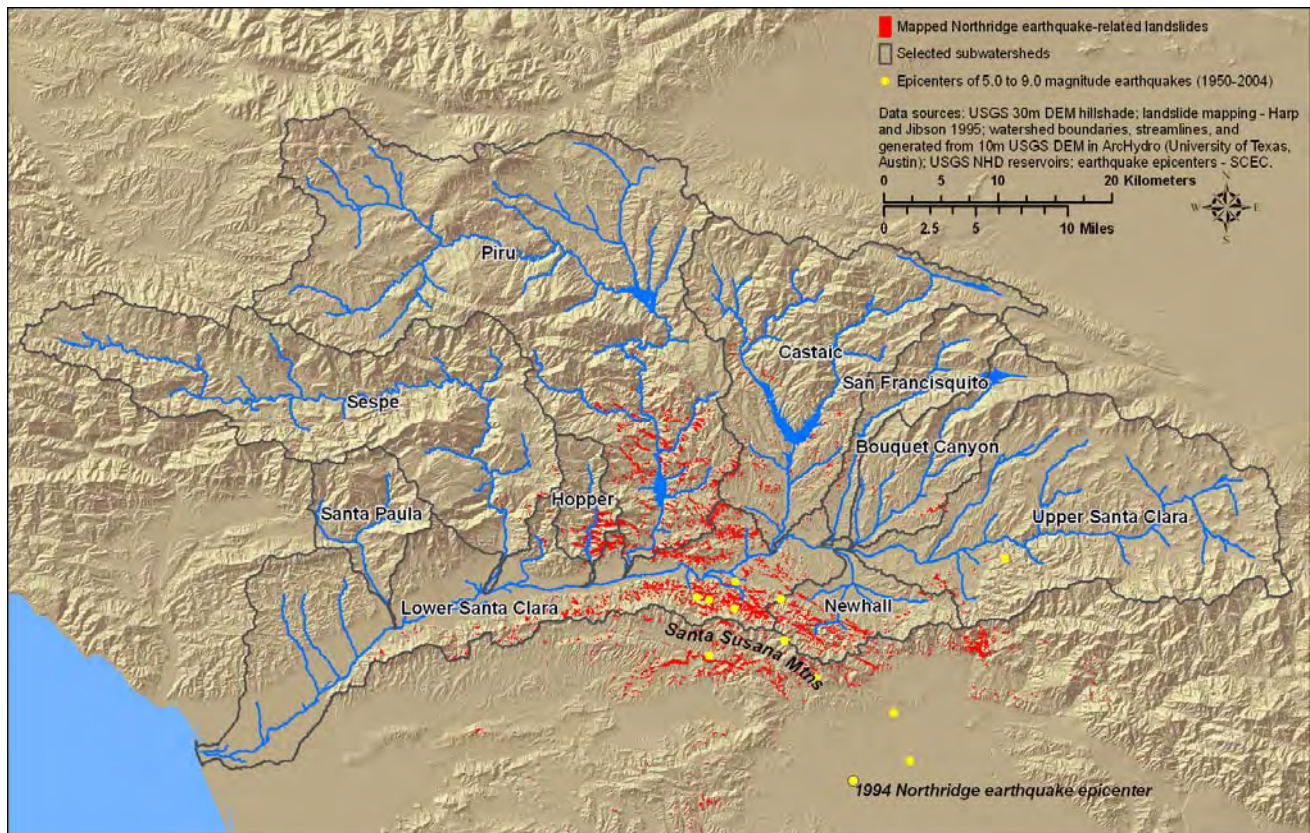 Mapped Northridge earthquake-related landslides
Selected subwatersheds
Epicenters of 5.0 to 9.0 magnitude earthquakes (1950-2004)
Data sources: USGS 30m DEM hillshade; landslide mapping - Harp
and Jibson 1995; watershed boundaries, streamlines, and
generated from 10m USGS DEM in ArcHydro (University of Texas,
Austin); USGS NHD reservoirs; earthquake epicenters - SCEC.
N
0 5 10 20 Kilometers
W E
S
0 2.5 5 10 Miles
Piru
Castaic
San Francisquito
Sespe
Bouquet Canyon
Hopper
Santa Paula
Upper Santa Clara
Lower Santa Clara
Newhall
Santa Susana Mtns
1994 Northridge earthquake epicenter